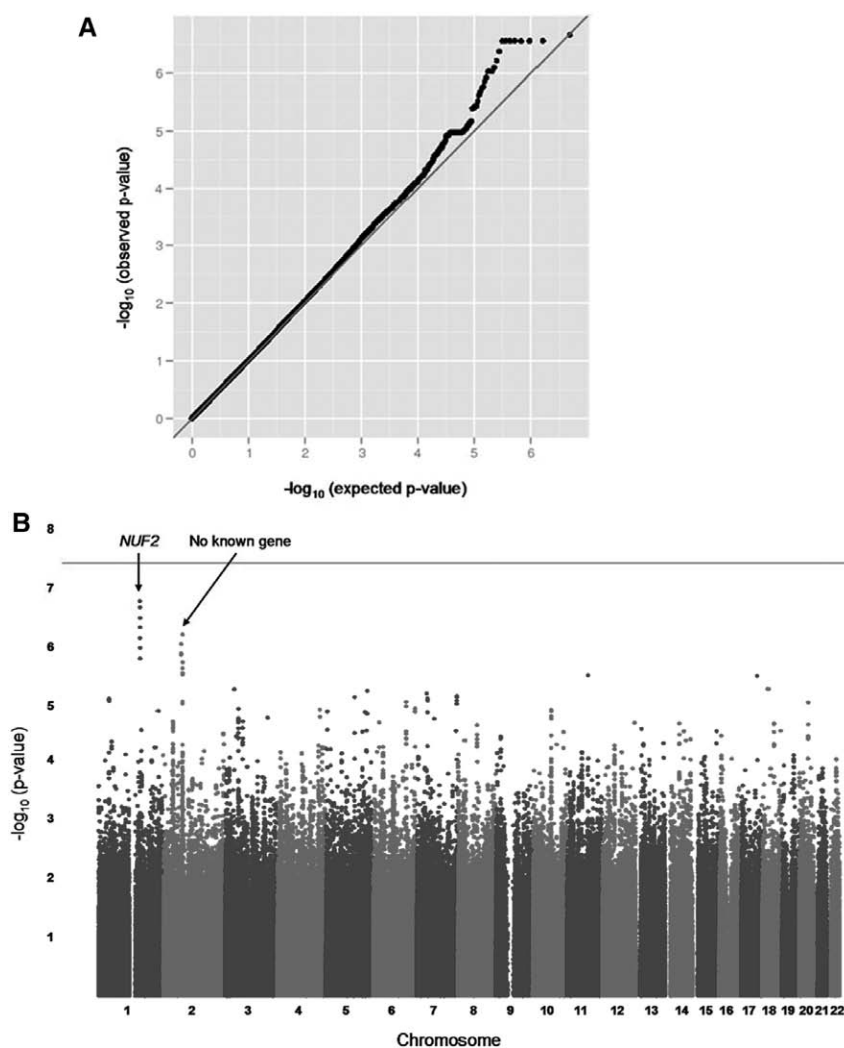 A
6
5
4
3
2
1
0
-log10 (observed p-value)
0 1 2 3 4 5 6
-log10 (expected p-value)
B
8
NUF2 No known gene
7
6
5
4
3
2
1
-log10 (p-value)
1 2 3 4 5 6 7 8 9 10 11 12 13 14 15 16 17 18 19 20 21 22
Chromosome